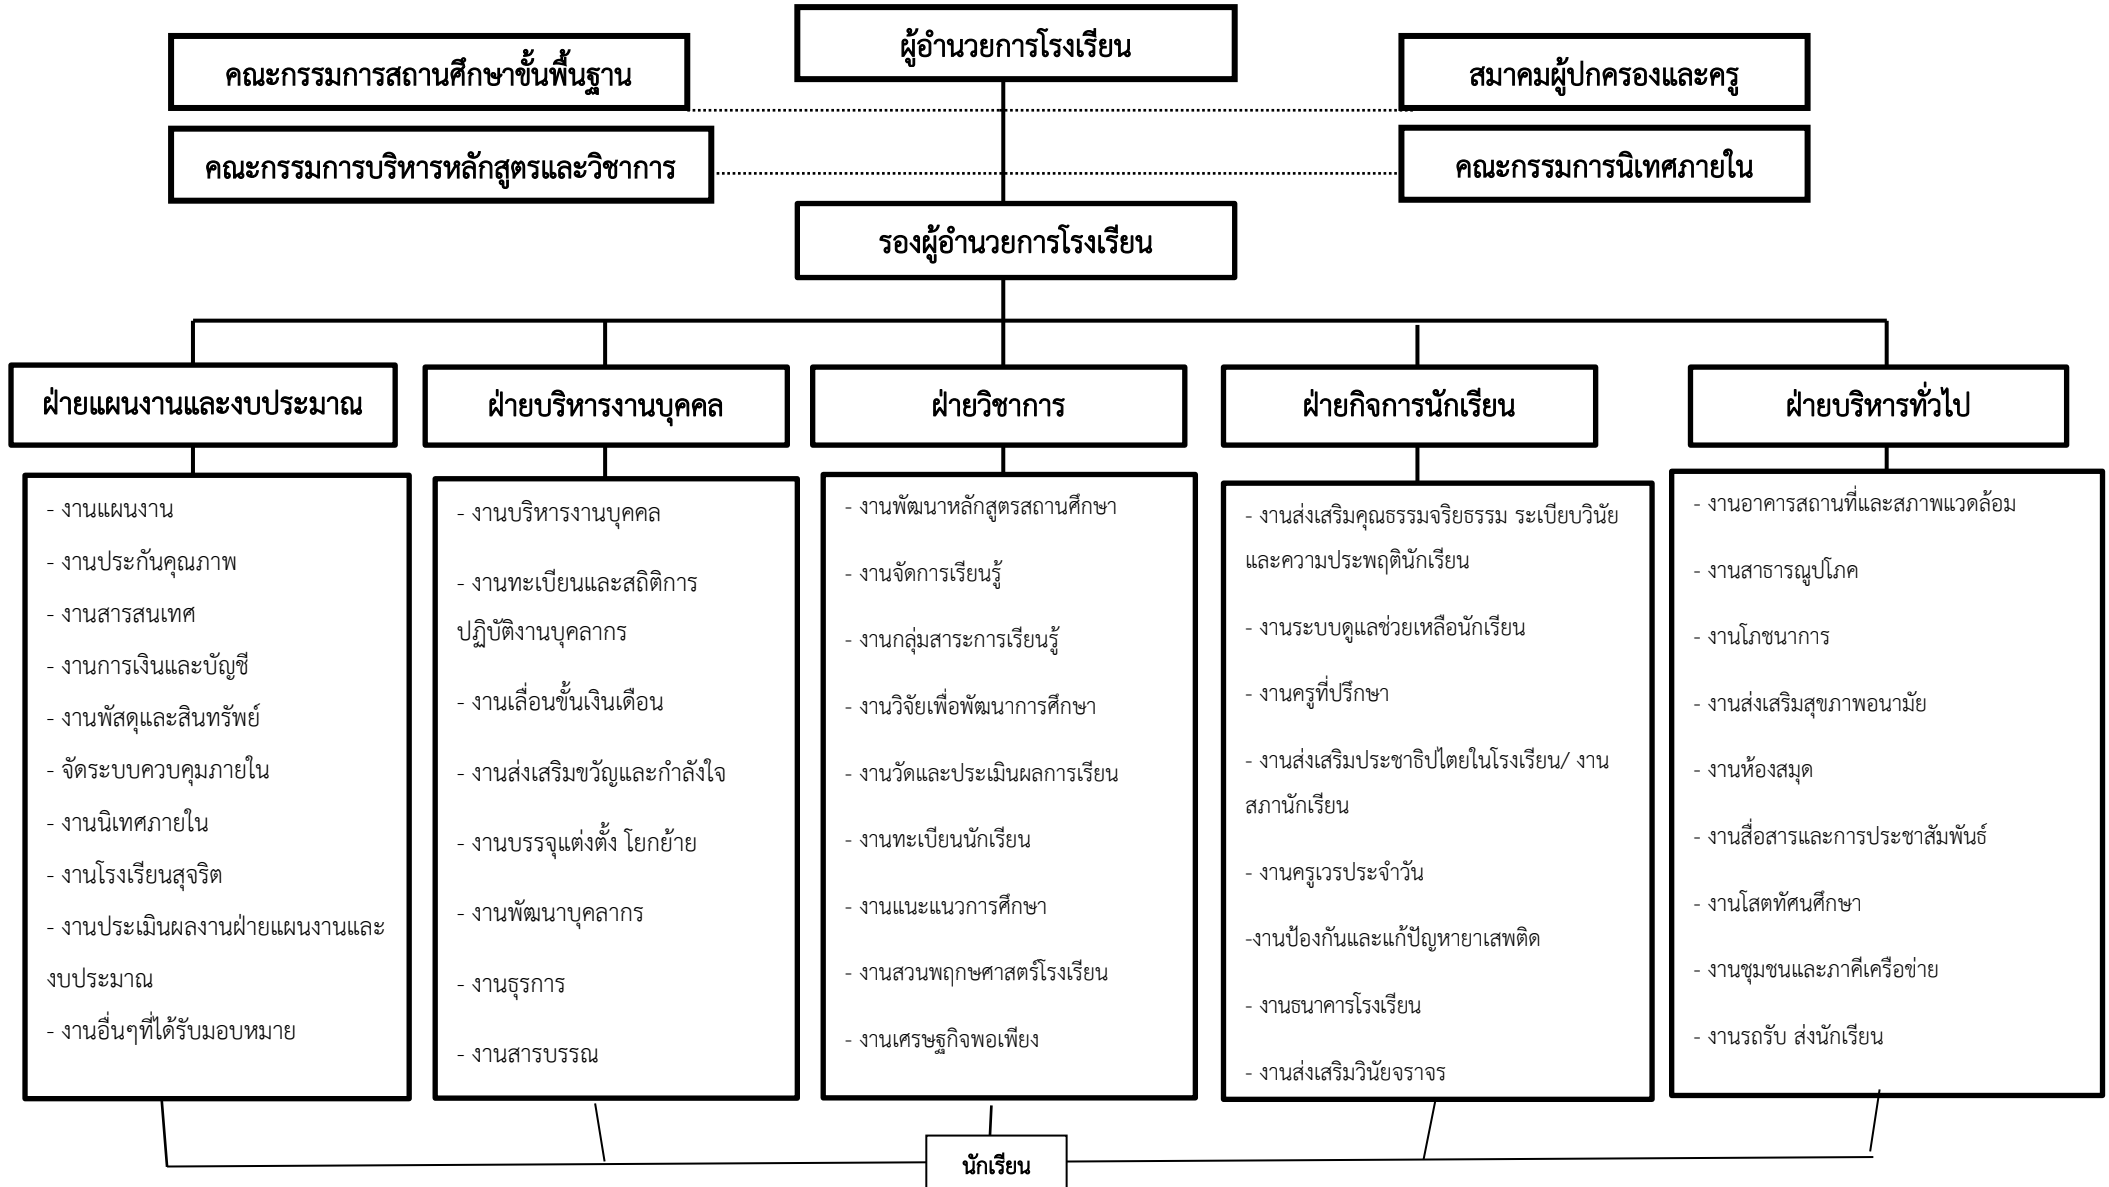 ผู้อำนวยการโรงเรียน
คณะกรรมการสถานศึกษาขั้นพื้นฐาน
สมาคมผู้ปกครองและครู
คณะกรรมการบริหารหลักสูตรและวิชาการ
คณะกรรมการนิเทศภายใน
รองผู้อำนวยการโรงเรียน
ฝ่ายแผนงานและงบประมาณ
- งานแผนงาน
- งานประกันคุณภาพ
- งานสารสนเทศ
- งานการเงินและบัญชี
- งานพัสดุและสินทรัพย์
- จัดระบบควบคุมภายใน
- งานนิเทศภายใน
- งานโรงเรียนสุจริต
- งานประเมินผลงานฝ่ายแผนงานและ
งบประมาณ
- งานอื่นๆที่ได้รับมอบหมาย
ฝ่ายบริหารงานบุคคล
- งานบริหารงานบุคคล
- งานทะเบียนและสถิติการ
ปฏิบัติงานบุคลากร
- งานเลื่อนขั้นเงินเดือน
- งานส่งเสริมขวัญและกำลังใจ
- งานบรรจุแต่งตั้ง โยกย้าย
- งานพัฒนาบุคลากร
- งานธุรการ
- งานสารบรรณ
ฝ่ายวิชาการ
- งานพัฒนาหลักสูตรสถานศึกษา
- งานจัดการเรียนรู้
- งานกลุ่มสาระการเรียนรู้
- งานวิจัยเพื่อพัฒนาการศึกษา
- งานวัดและประเมินผลการเรียน
- งานทะเบียนนักเรียน
- งานแนะแนวการศึกษา
- งานสวนพฤกษศาสตร์โรงเรียน
- งานเศรษฐกิจพอเพียง
ฝ่ายกิจการนักเรียน
- งานส่งเสริมคุณธรรมจริยธรรม ระเบียบวินัย
และความประพฤตินักเรียน
- งานระบบดูแลช่วยเหลือนักเรียน
- งานครูที่ปรึกษา
- งานส่งเสริมประชาธิปไตยในโรงเรียน/ งาน
สภานักเรียน
- งานครูเวรประจำวัน
-งานป้องกันและแก้ปัญหายาเสพติด
- งานธนาคารโรงเรียน
- งานส่งเสริมวินัยจราจร
ฝ่ายบริหารทั่วไป
- งานอาคารสถานที่และสภาพแวดล้อม
- งานสาธารณูปโภค
- งานโภชนาการ
- งานส่งเสริมสุขภาพอนามัย
- งานห้องสมุด
- งานสื่อสารและการประชาสัมพันธ์
- งานโสตทัศนศึกษา
- งานชุมชนและภาคีเครือข่าย
- งานรถรับ ส่งนักเรียน
นักเรียน